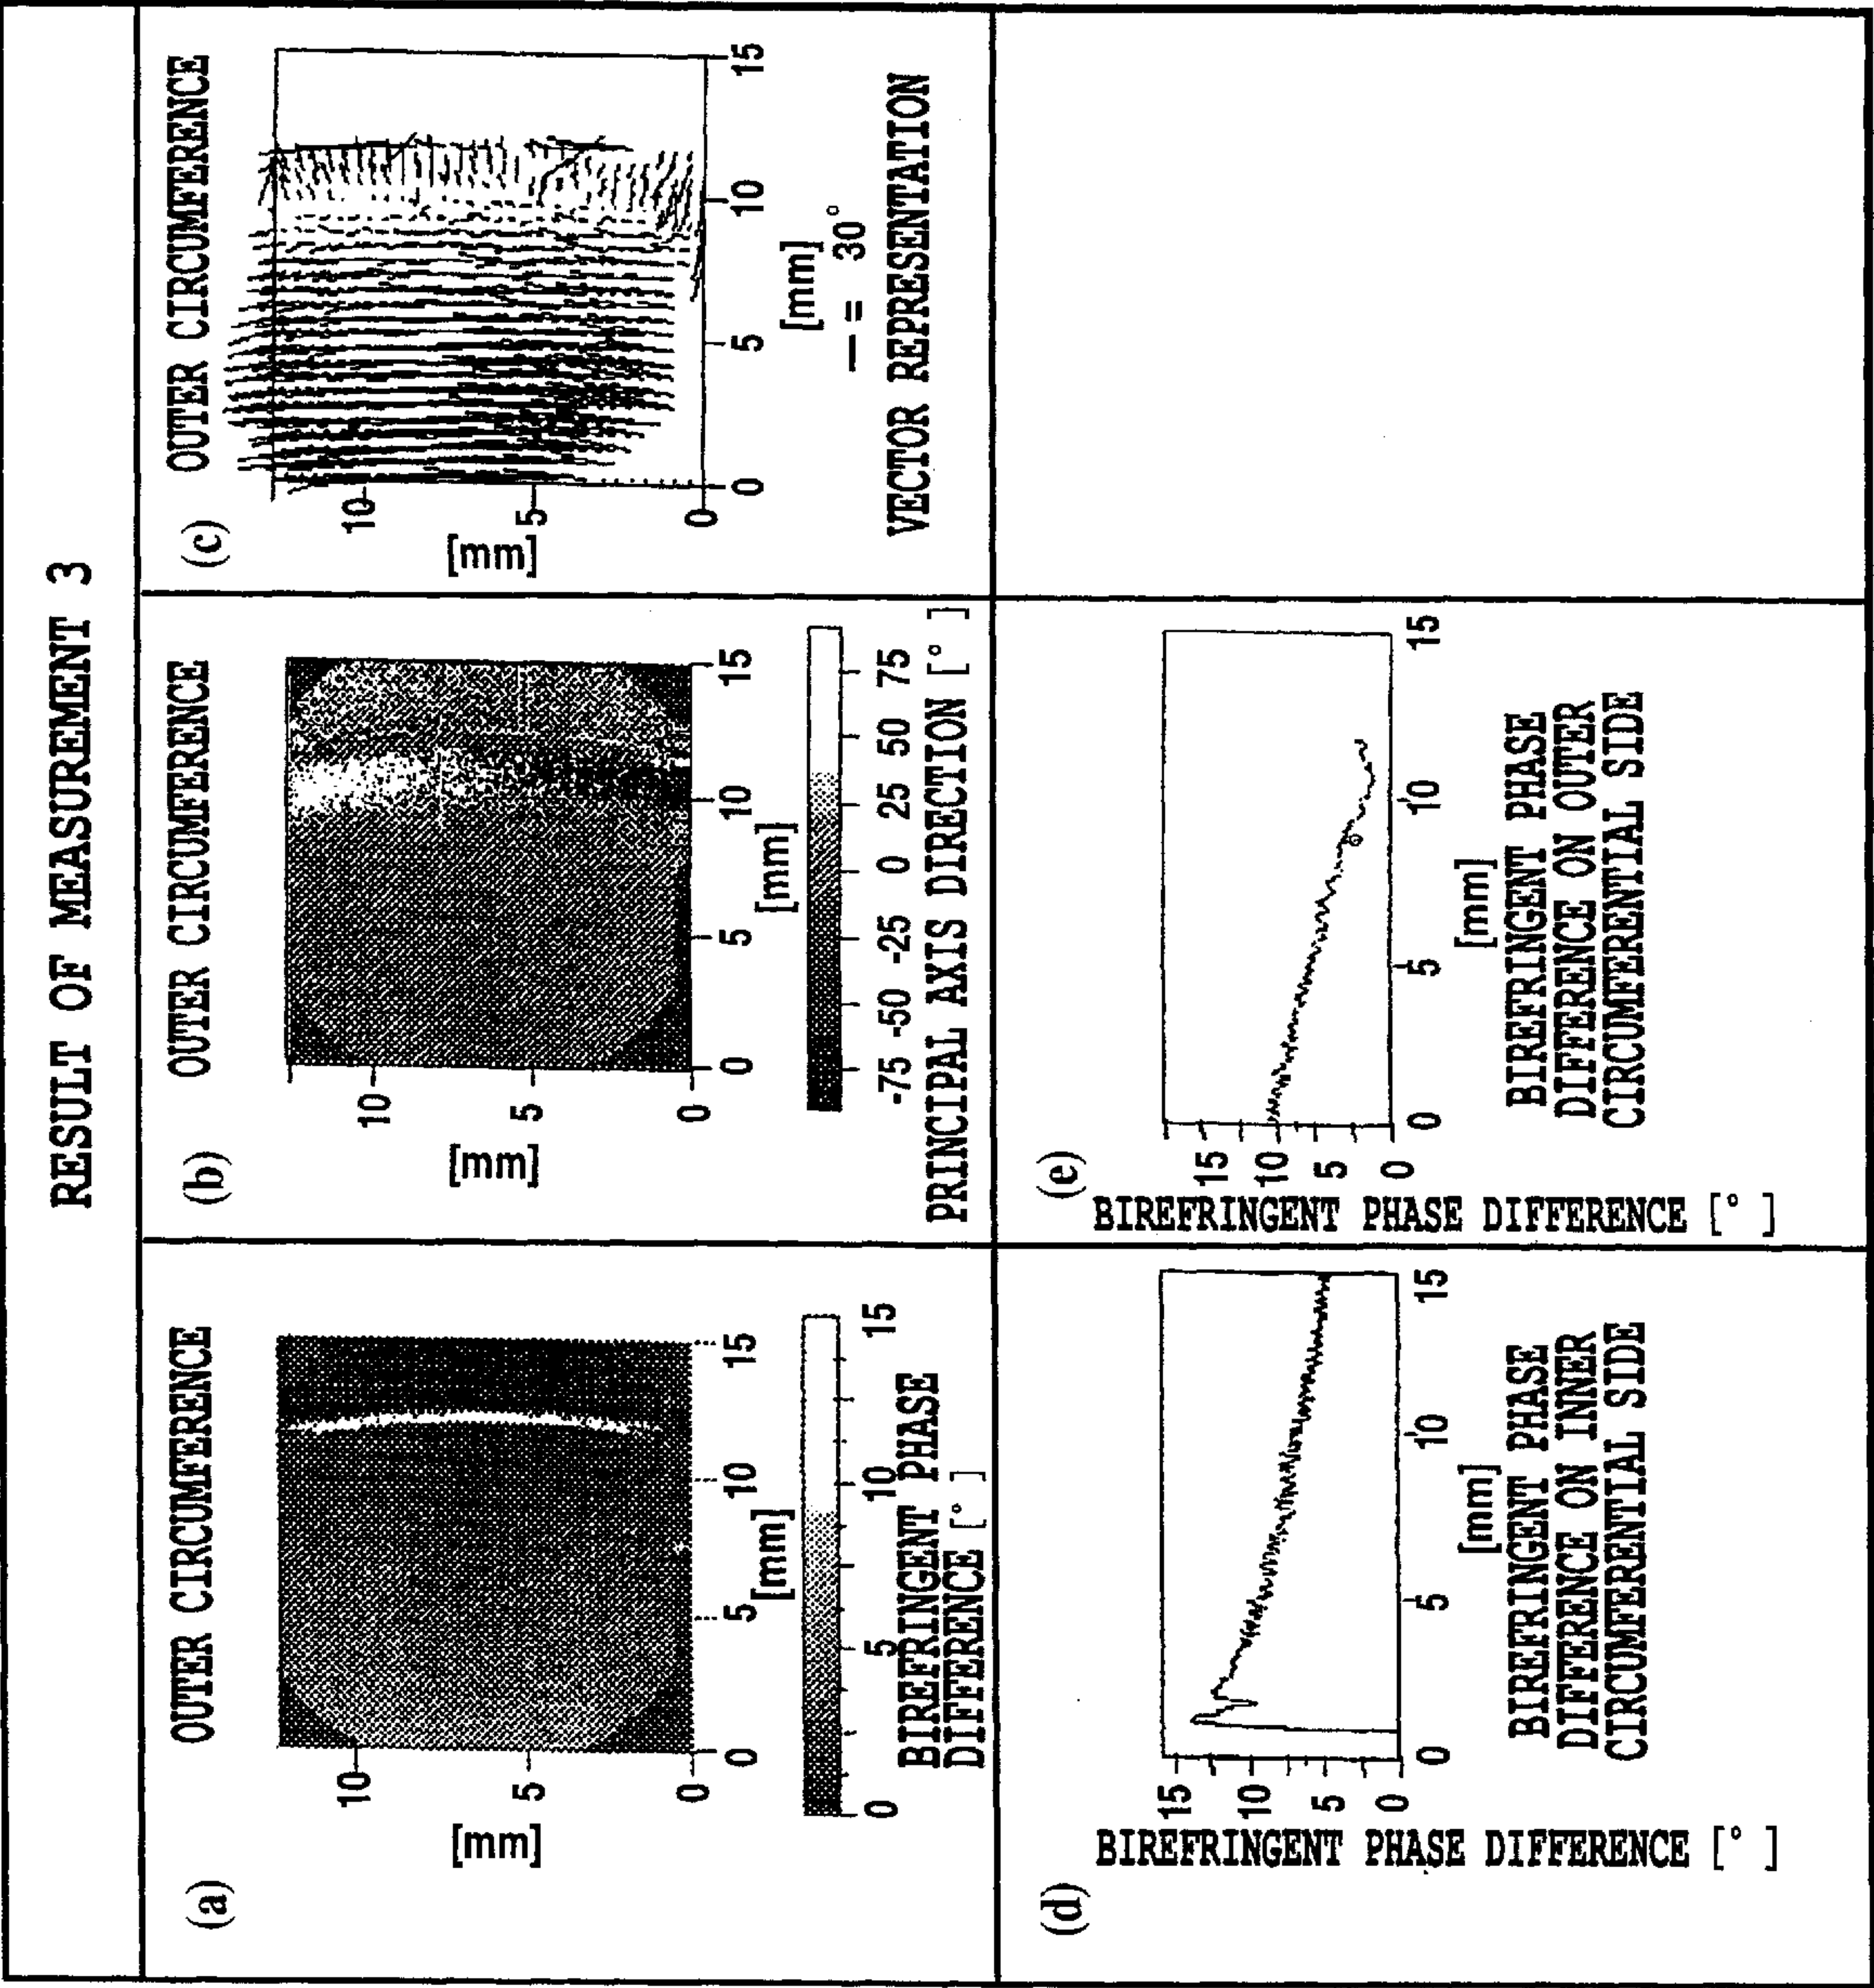 RESULT OF MEASUREMENT 3
(a)
OUTER CIRCUMFERENCE
10
5
0
[mm]
0
5
10
15
[mm]
0
5
10
15
BIREFRINGENT PHASE
DIFFERENCE [° ]
(b)
OUTER CIRCUMFERENCE
10
5
0
[mm]
0
5
10
15
[mm]
-75 -50 -25 0 25 50 75
PRINCIPAL AXIS DIRECTION [° ]
(c)
OUTER CIRCUMFERENCE
10
5
0
[mm]
0
5
10
15
[mm]
— = 30°
VECTOR REPRESENTATION
(d)
15
10
5
0
BIREFRINGENT PHASE DIFFERENCE [° ]
0
5
10
15
[mm]
BIREFRINGENT PHASE
DIFFERENCE ON INNER
CIRCUMFERENTIAL SIDE
(e)
15
10
5
0
BIREFRINGENT PHASE DIFFERENCE [° ]
0
5
10
15
[mm]
BIREFRINGENT PHASE
DIFFERENCE ON OUTER
CIRCUMFERENTIAL SIDE